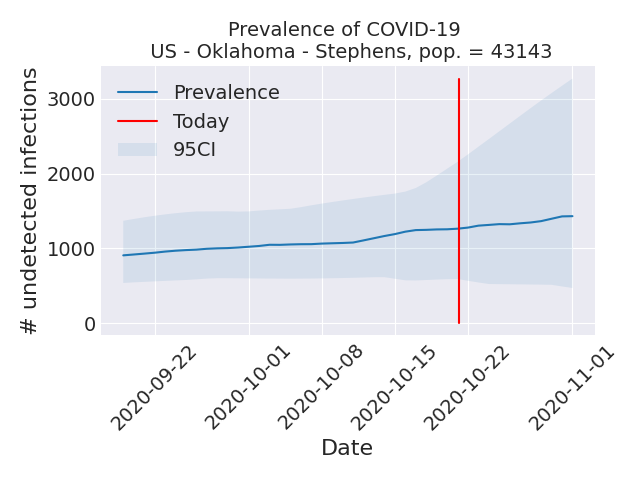 Prevalence of COVID-19
US - Oklahoma - Stephens, pop. = 43143
Prevalence
Today
95CI
# undetected infections
3000
2000
1000
0
2020-09-22
2020-10-01
2020-10-08
2020-10-15
2020-10-22
2020-11-01
Date